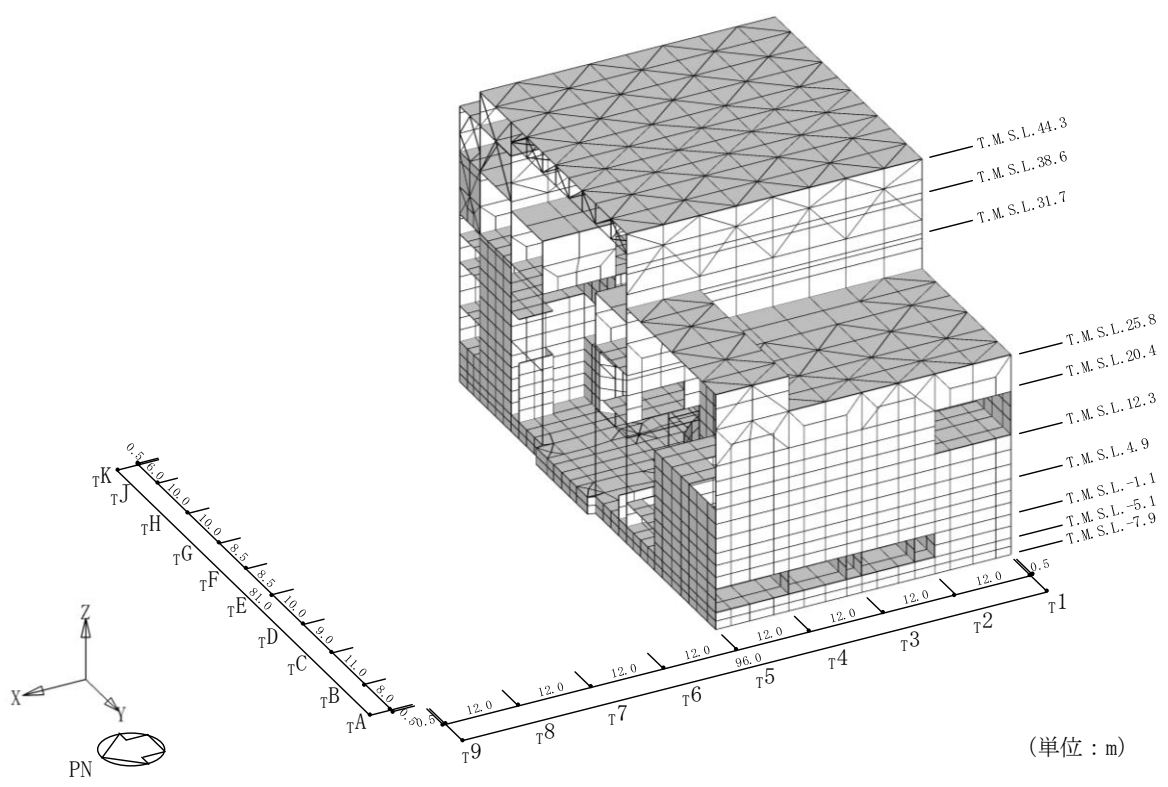 T.M.S.L.44.3
T.M.S.L.38.6
T.M.S.L.31.7
T.M.S.L.25.8
T.M.S.L.20.4
T.M.S.L.12.3
T.M.S.L.4.9
T.M.S.L.-1.1
T.M.S.L.-5.1
T.M.S.L.-7.9
0.5
6.0
10.0
10.0
8.5
8.5
10.0
9.0
11.0
8.0
0.5
81.0
TK
TJ
TH
TG
TF
TE
TD
TC
TB
TA
0.5
12.0
12.0
12.0
12.0
12.0
12.0
12.0
12.0
0.5
96.0
T9
T8
T7
T6
T5
T4
T3
T2
T1
Z
X
Y
PN
(単位：m)